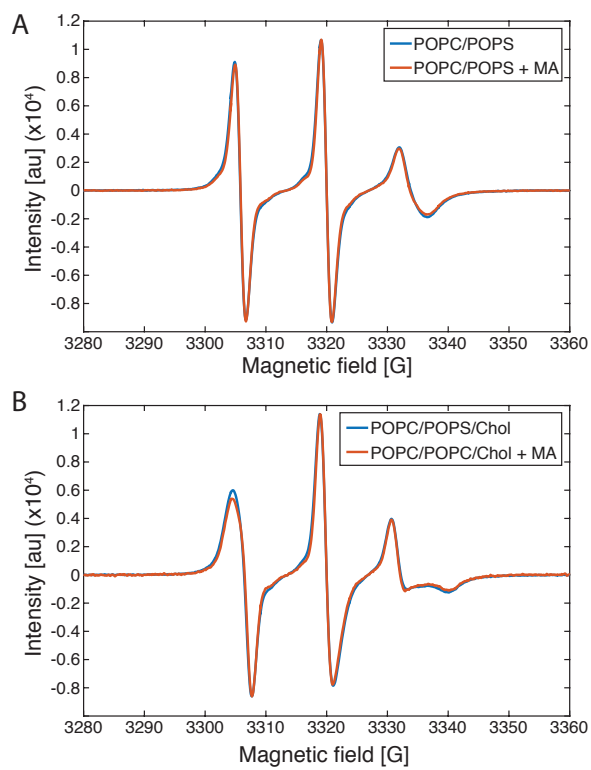 A
1.2
1
0.8
0.6
0.4
0.2
0
-0.2
-0.4
-0.6
-0.8
Intensity [au] (x10⁴)
POPC/POPS
POPC/POPS + MA
3280 3290 3300 3310 3320 3330 3340 3350 3360
Magnetic field [G]
B
1.2
1
0.8
0.6
0.4
0.2
0
-0.2
-0.4
-0.6
-0.8
Intensity [au] (x10⁴)
POPC/POPS/Chol
POPC/POPC/Chol + MA
3280 3290 3300 3310 3320 3330 3340 3350 3360
Magnetic field [G]